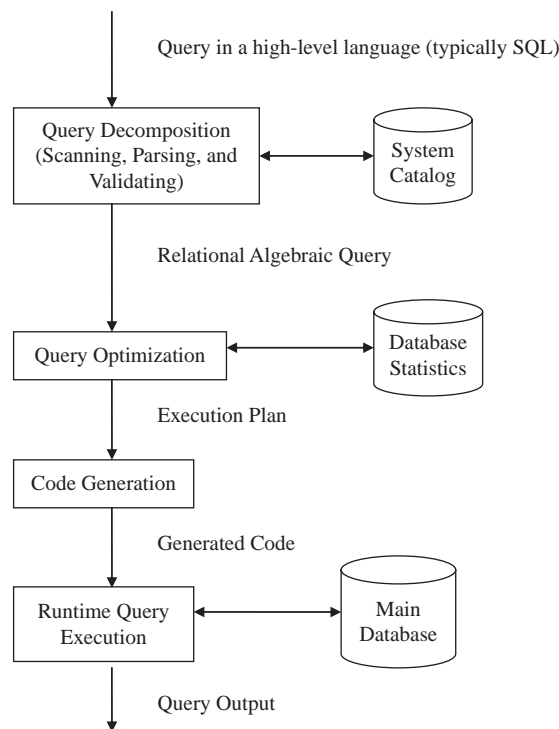 Query in a high-level language (typically SQL)
Query Decomposition
(Scanning, Parsing, and
Validating)
System
Catalog
Relational Algebraic Query
Query Optimization
Database
Statistics
Execution Plan
Code Generation
Generated Code
Runtime Query
Execution
Main
Database
Query Output